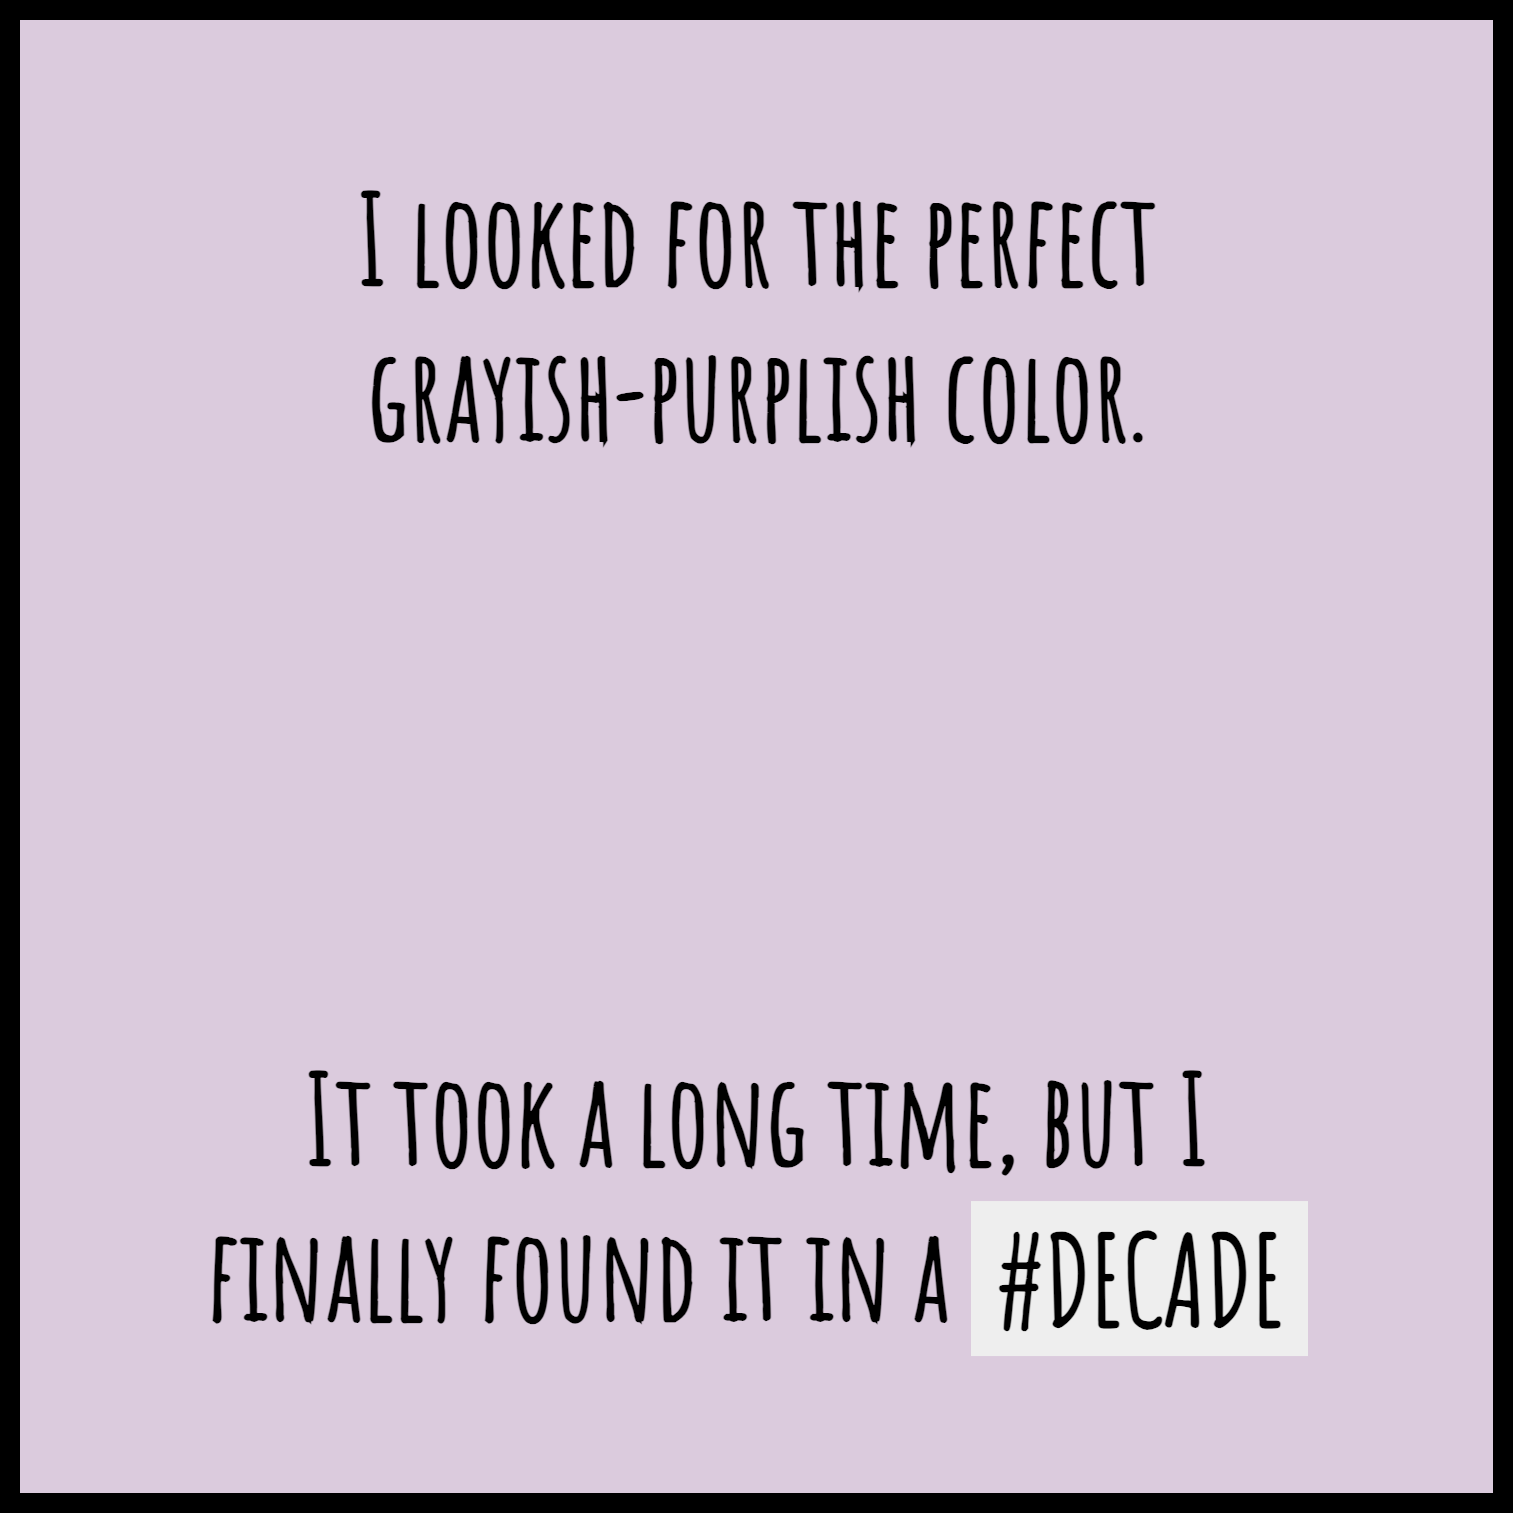 I LOOKED FOR THE PERFECT
GRAYISH-PURPLISH COLOR.
IT TOOK A LONG TIME, BUT I
FINALLY FOUND IT IN A #DECADE